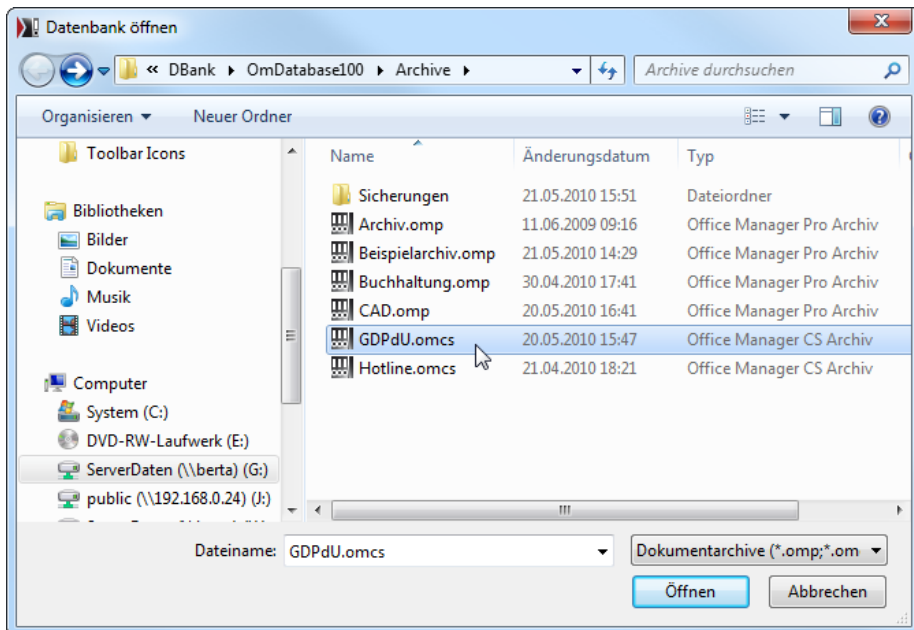 Datenbank öffnen
« DBank OmDatabase100 Archive Archive durchsuchen
Organisieren Neuer Ordner
Toolbar Icons
Bibliotheken
Bilder
Dokumente
Musik
Videos
Computer
System (C:)
DVD-RW-Laufwerk (E:)
ServerDaten (\\berta) (G:)
public (\\192.168.0.24) (J:)
Name Änderungsdatum Typ
Sicherungen 21.05.2010 15:51 Dateiordner
Archiv.omp 11.06.2009 09:16 Office Manager Pro Archiv
Beispielarchiv.omp 21.05.2010 14:29 Office Manager Pro Archiv
Buchhaltung.omp 30.04.2010 17:41 Office Manager Pro Archiv
CAD.omp 20.05.2010 16:41 Office Manager Pro Archiv
GDPdU.omcs 20.05.2010 15:47 Office Manager CS Archiv
Hotline.omcs 21.04.2010 18:21 Office Manager CS Archiv
Dateiname: GDPdU.omcs Dokumentarchive (*.omp;*.om
Öffnen Abbrechen